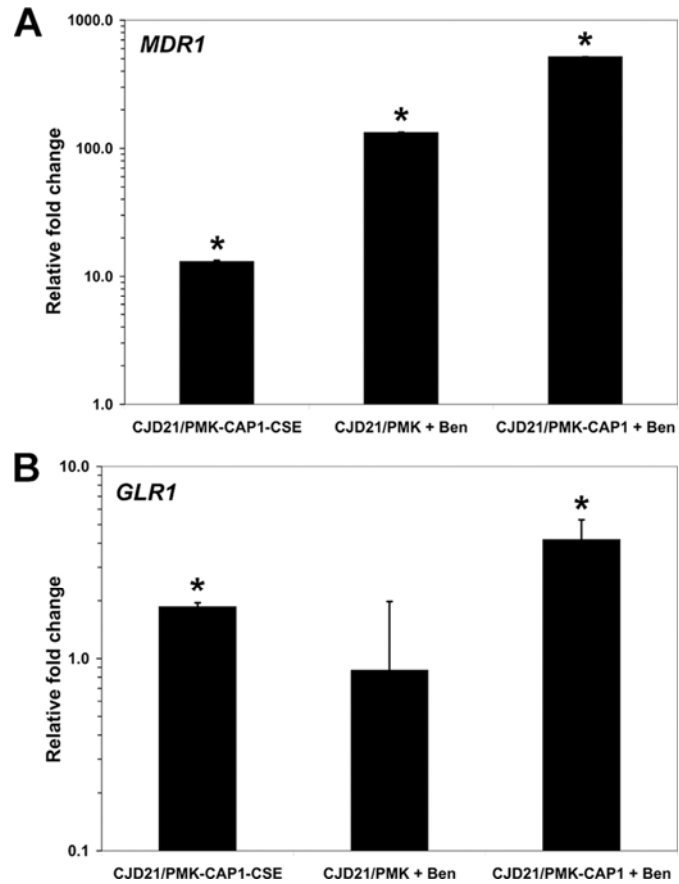 A
MDR1
Relative fold change
1000.0
100.0
10.0
1.0
*
*
*
CJD21/PMK-CAP1-CSE
CJD21/PMK + Ben
CJD21/PMK-CAP1 + Ben
B
GLR1
Relative fold change
10.0
1.0
0.1
*
*
CJD21/PMK-CAP1-CSE
CJD21/PMK + Ben
CJD21/PMK-CAP1 + Ben